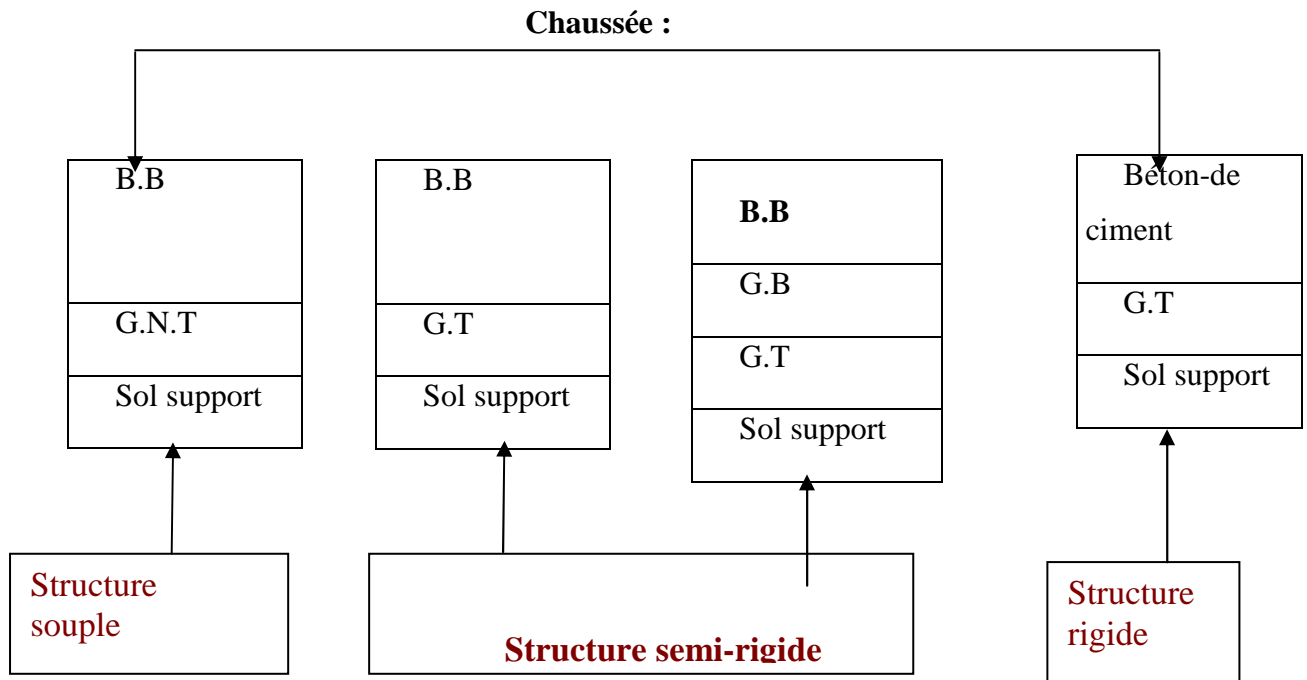 Chaussée :
B.B
G.N.T
Sol support
B.B
G.T
Sol support
B.B
G.B
G.T
Sol support
Béton-de
ciment
G.T
Sol support
Structure
souple
Structure semi-rigide
Structure
rigide